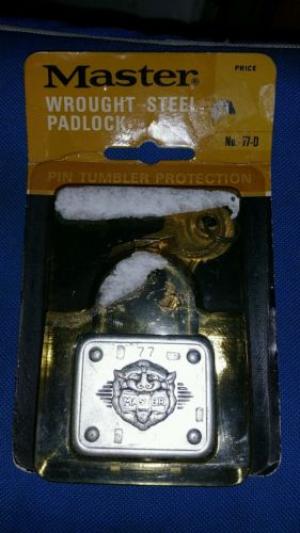 Master
PRICE
WROUGHT STEEL
PADLOCK
No. 77-D
PIN TUMBLER PROTECTION
77
MASTER